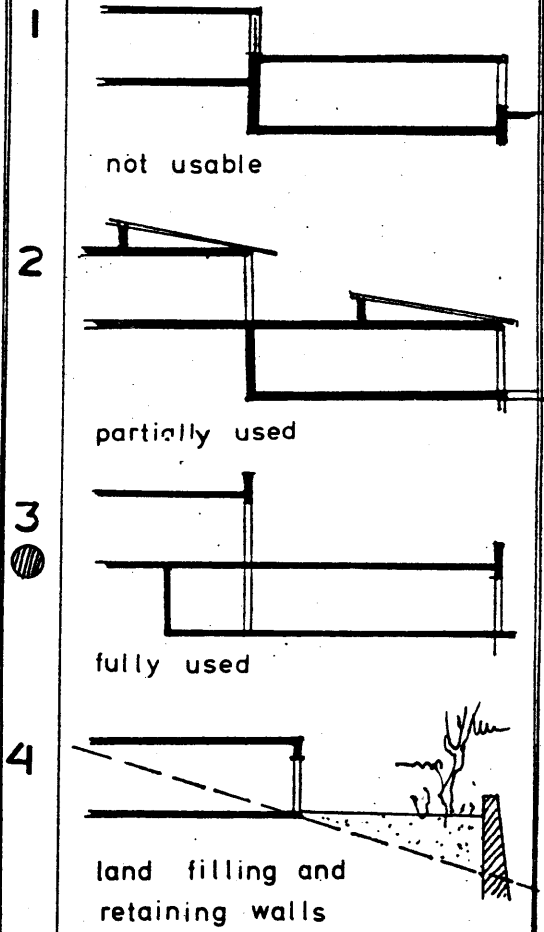 1
not usable
2
partially used
3
fully used
4
land filling and
retaining walls